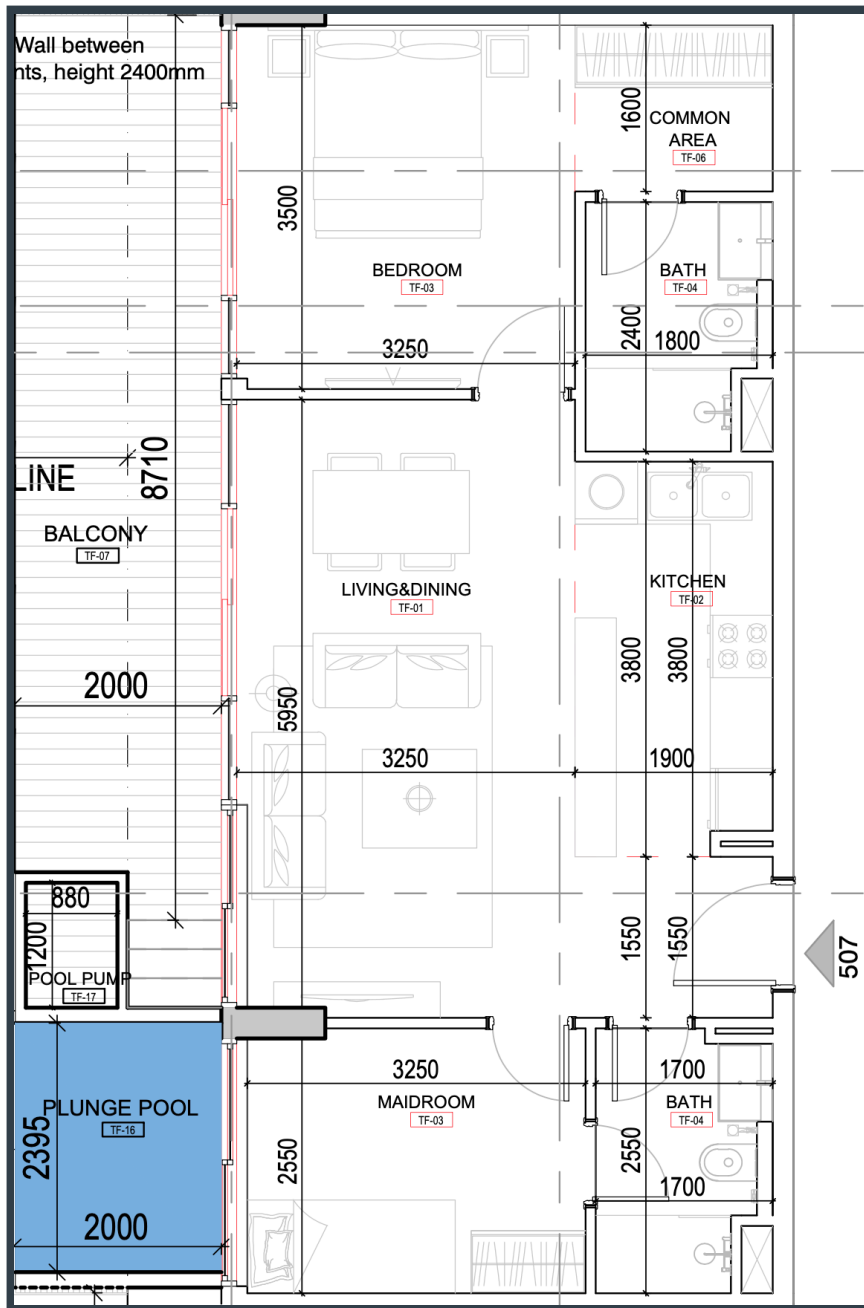 Wall between
nts, height 2400mm
1600
COMMON
AREA
TF-06
3500
BEDROOM
TF-03
BATH
TF-04
2400
1800
3250
8710
LINE
BALCONY
TF-07
LIVING&DINING
TF-01
KITCHEN
TF-02
3800
3800
2000
5950
3250
1900
880
1200
POOL PUMP
TF-17
1550
1550
507
3250
MAIDROOM
TF-03
1700
BATH
TF-04
PLUNGE POOL
TF-16
2395
2550
2550
1700
2000